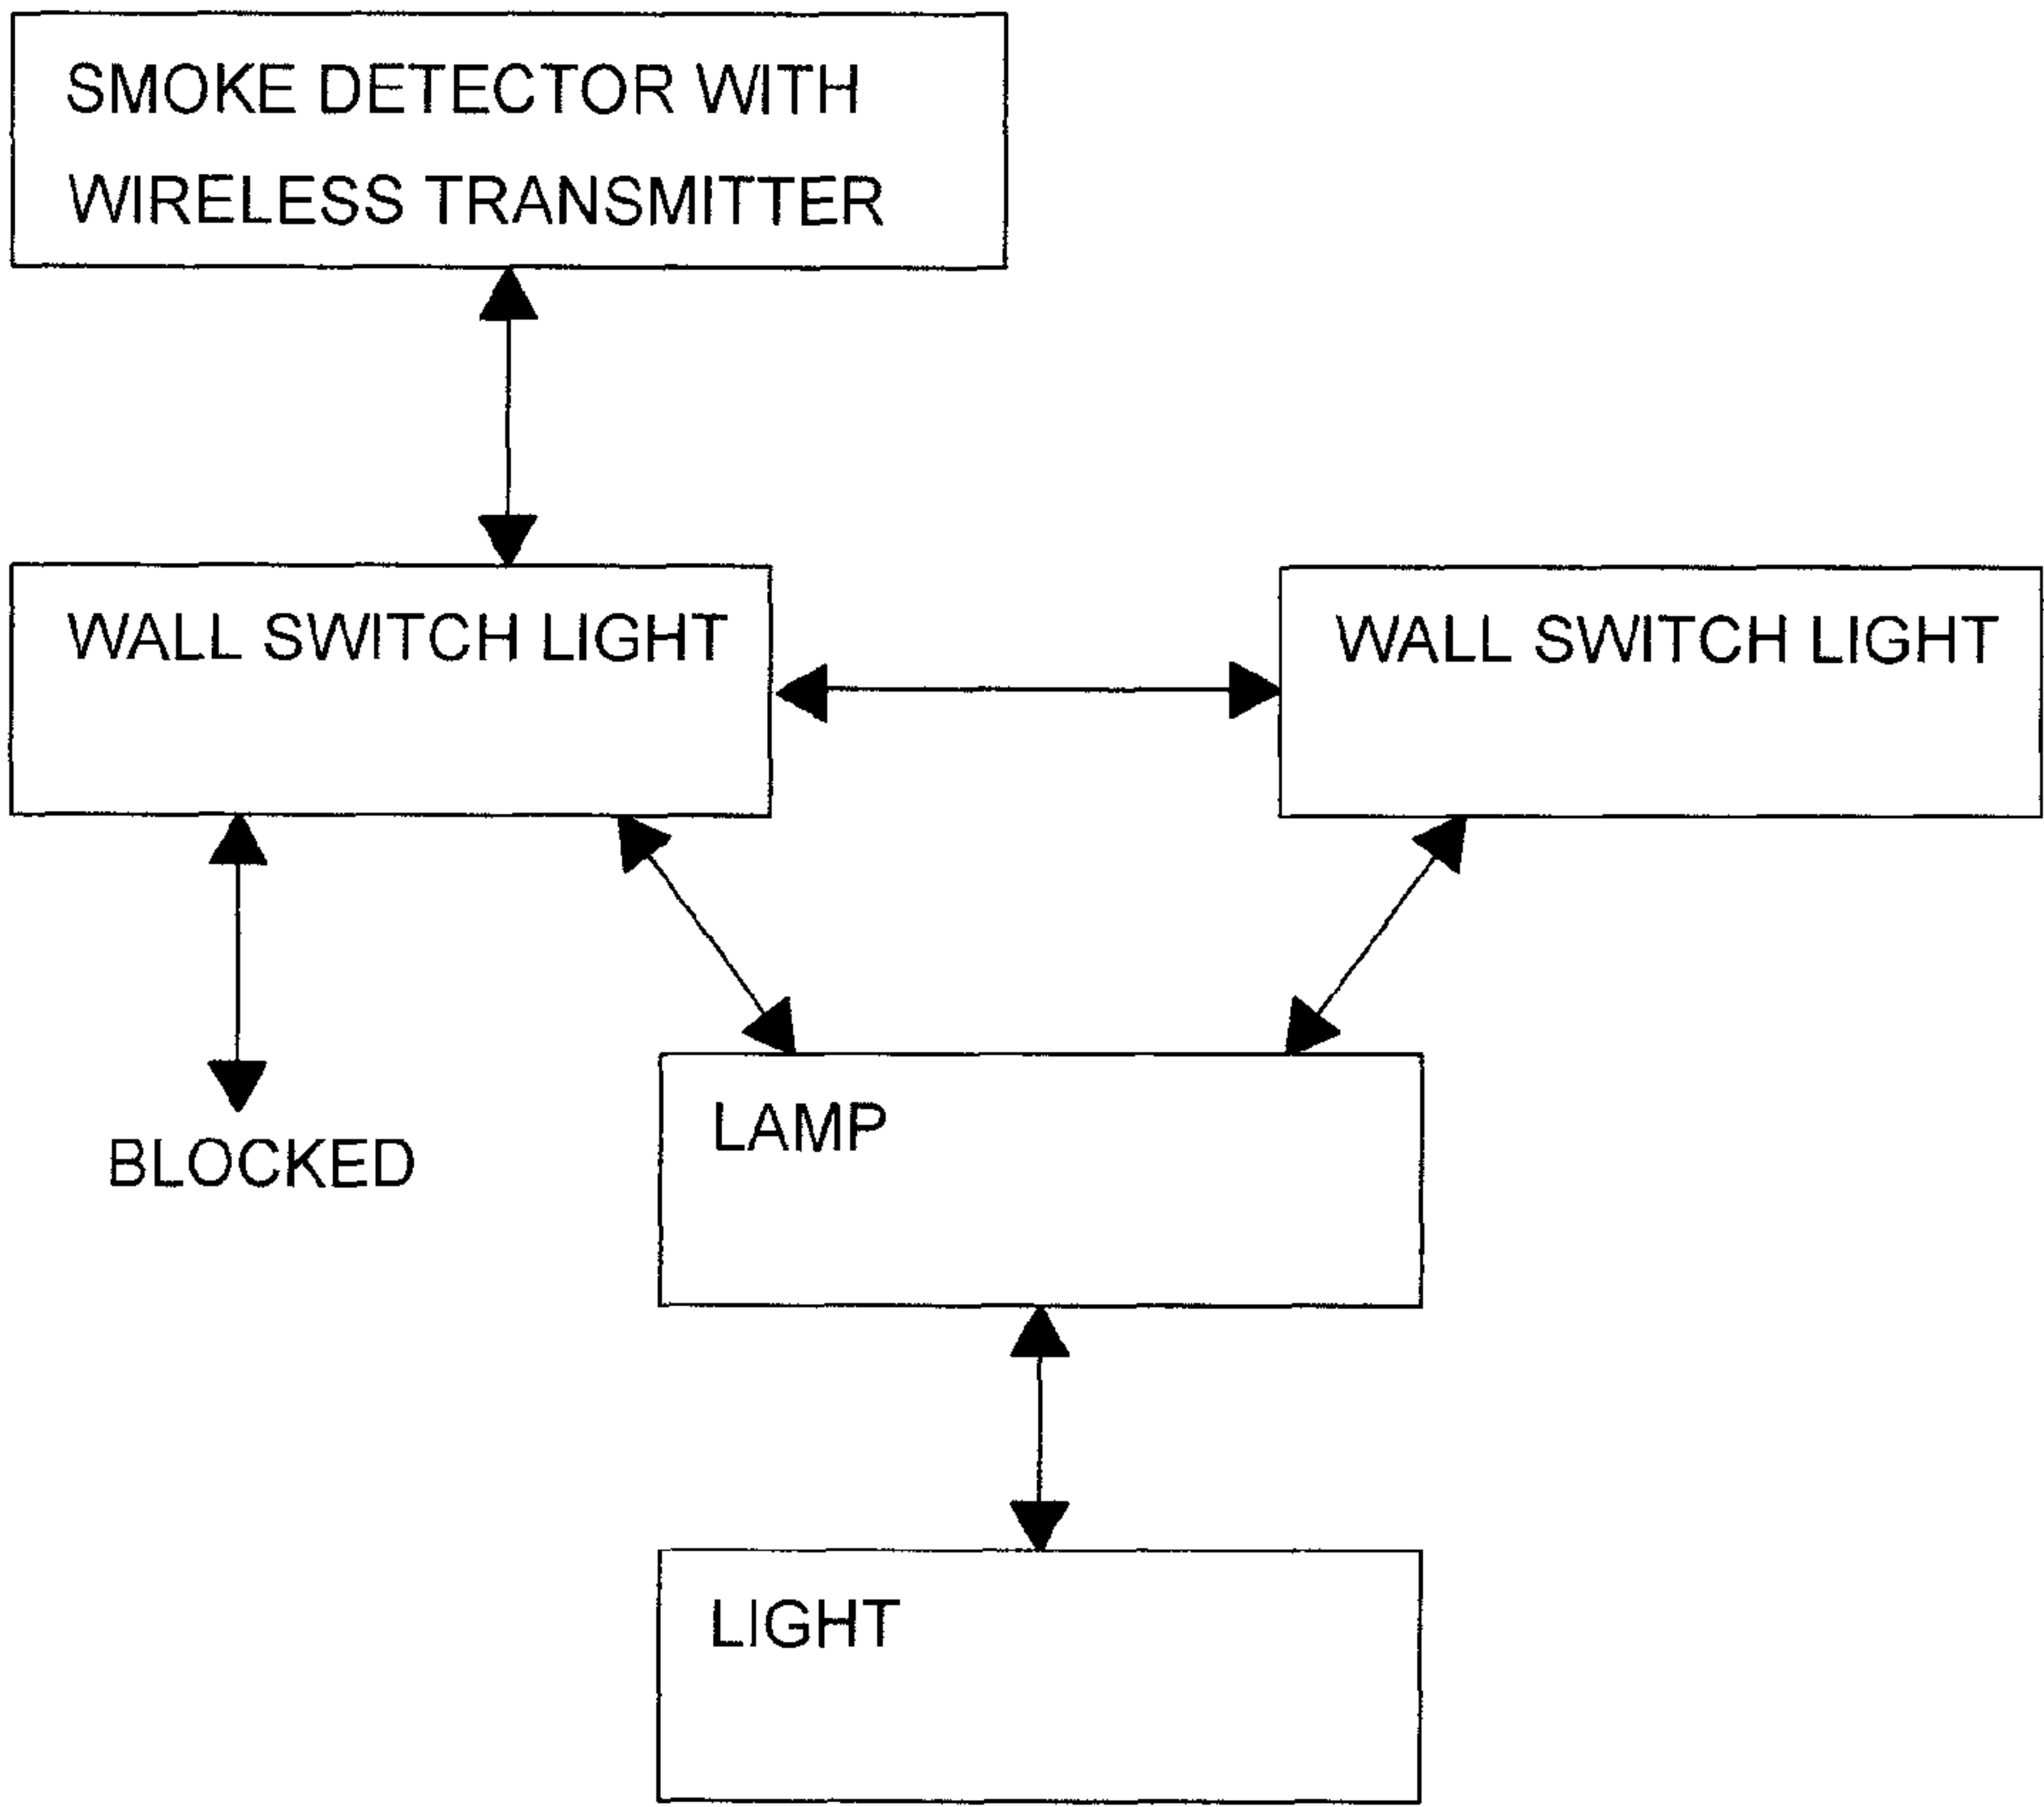 SMOKE DETECTOR WITH
WIRELESS TRANSMITTER
WALL SWITCH LIGHT
WALL SWITCH LIGHT
BLOCKED
LAMP
LIGHT